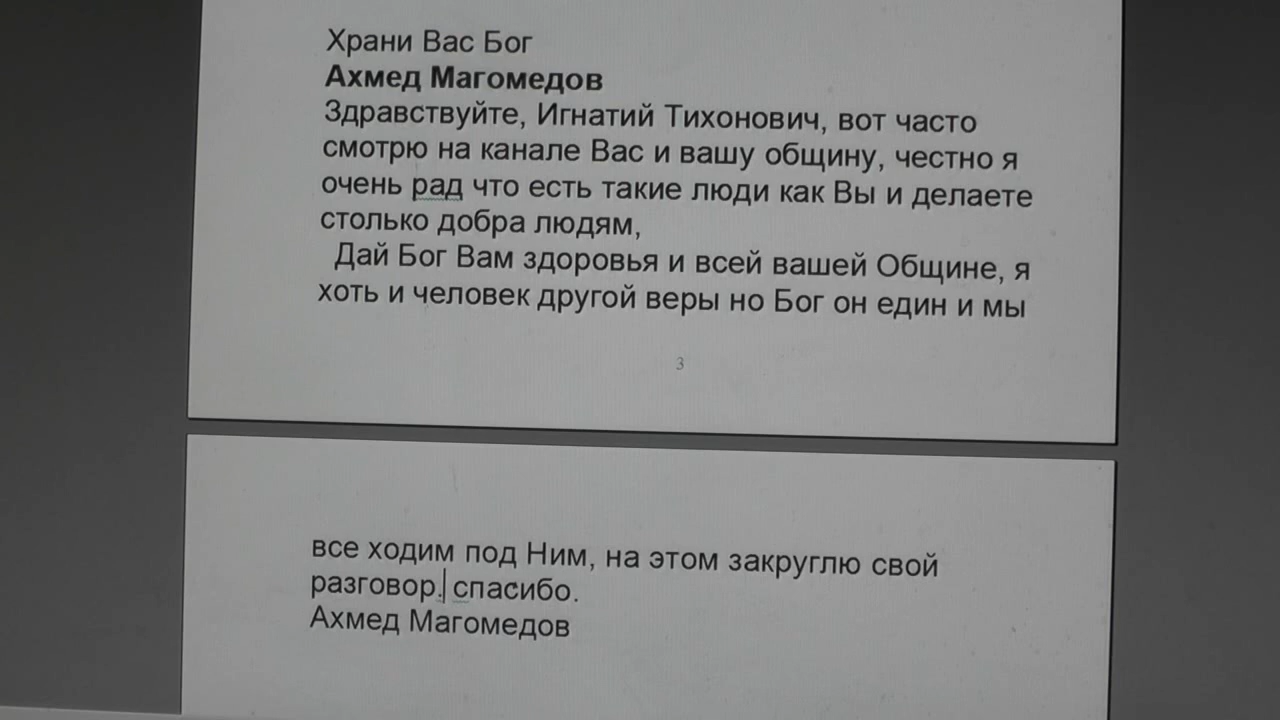 Храни Вас Бог
Ахмед Магомедов
Здравствуйте, Игнатий Тихонович, вот часто
смотрю на канале Вас и вашу общину, честно я
очень рад что есть такие люди как Вы и делаете
столько добра людям,
Дай Бог Вам здоровья и всей вашей Общине, я
хоть и человек другой веры но Бог он един и мы
3
все ходим под Ним, на этом закруглю свой
разговор. спасибо.
Ахмед Магомедов